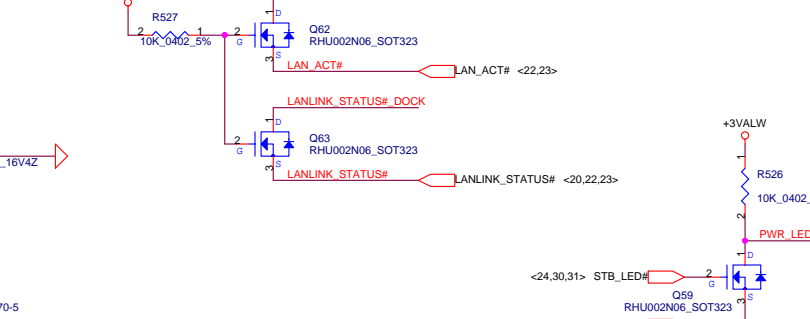 R527
2
1
10K_0402_5%
1
D
2
G
Q62
RHU002N06_SOT323
S
3
LAN_ACT#
LAN_ACT# <22,23>
LANLINK_STATUS#_DOCK
1
D
2
G
Q63
RHU002N06_SOT323
S
3
LANLINK_STATUS#
LANLINK_STATUS# <20,22,23>
_16V4Z
+3VALW
1
R526
10K_0402_
2
PWR_LED
1
D
<24,30,31> STB_LED#
2
G
Q59
RHU002N06_SOT323
S
3
70-5